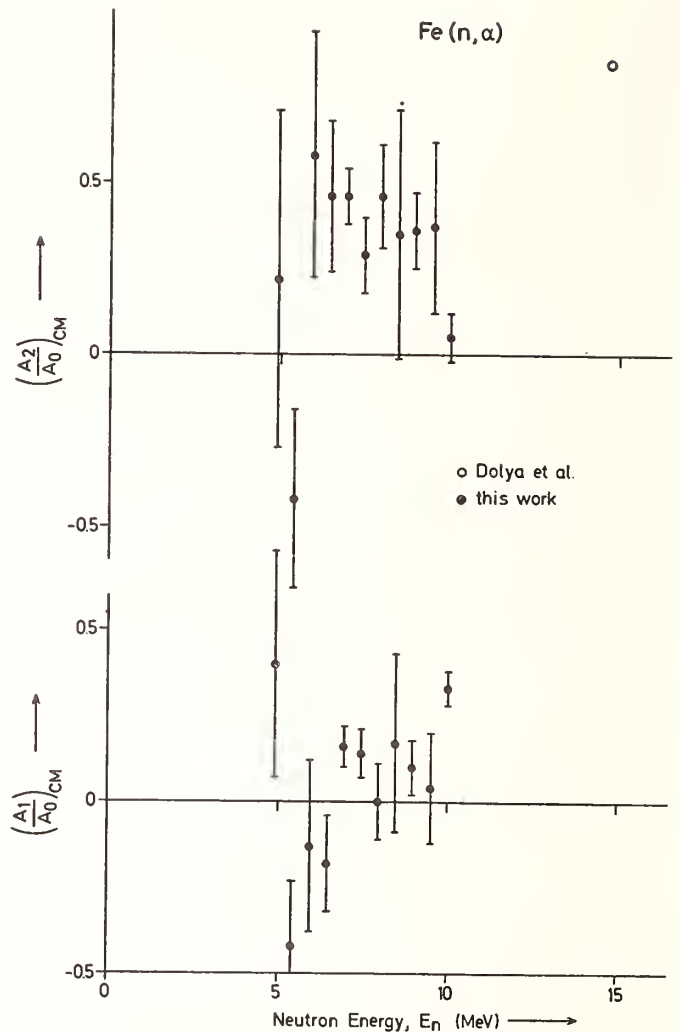 Fe(n,α)
0.5
0
-0.5
(A2/A0)CM
○ Dolya et al.
● this work
0.5
0
-0.5
(A1/A0)CM
0 5 10 15
Neutron Energy, En (MeV)